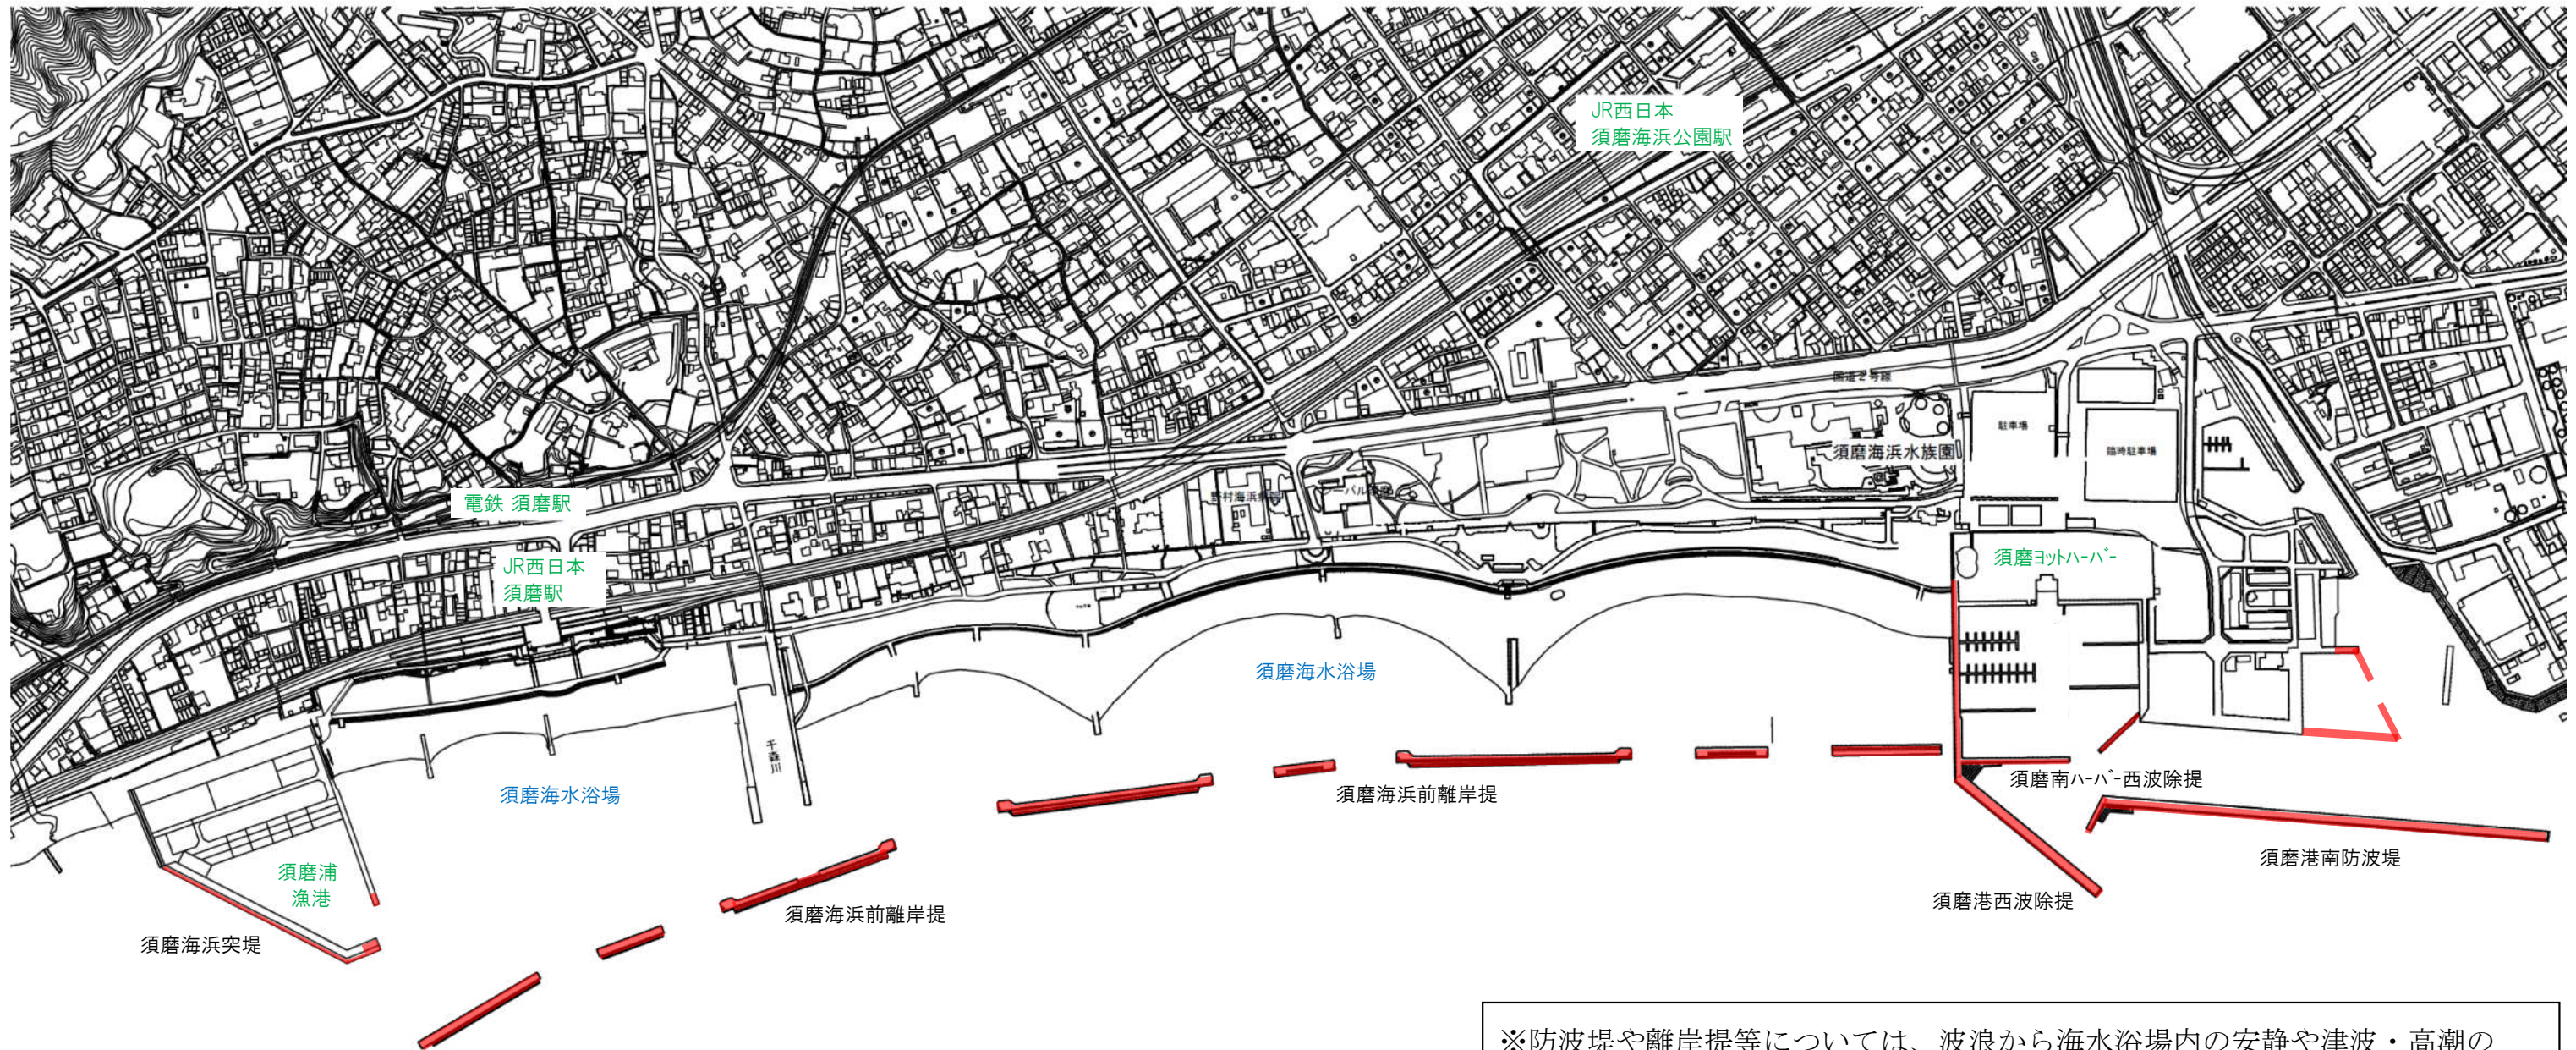 JR西日本
須磨海浜公園駅
国道2号線
駐車場
須磨海浜水族園
臨時駐車場
電鉄 須磨駅
JR西日本
須磨駅
須磨ヨットハーバー
須磨海水浴場
千森川
須磨海水浴場
須磨南ハーバー西波除提
須磨海浜前離岸提
須磨港南防波堤
須磨浦
漁港
須磨港西波除提
須磨海浜前離岸提
須磨海浜突堤
※防波堤や離岸提等については、波浪から海水浴場内の安静や津波・高潮の